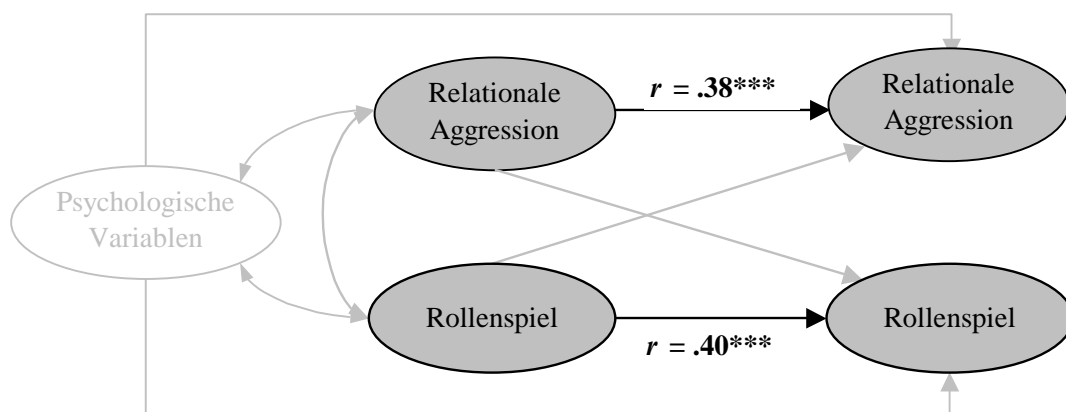 Relationale
Aggression
r = .38***
Relationale
Aggression
Psychologische
Variablen
Rollenspiel
r = .40***
Rollenspiel